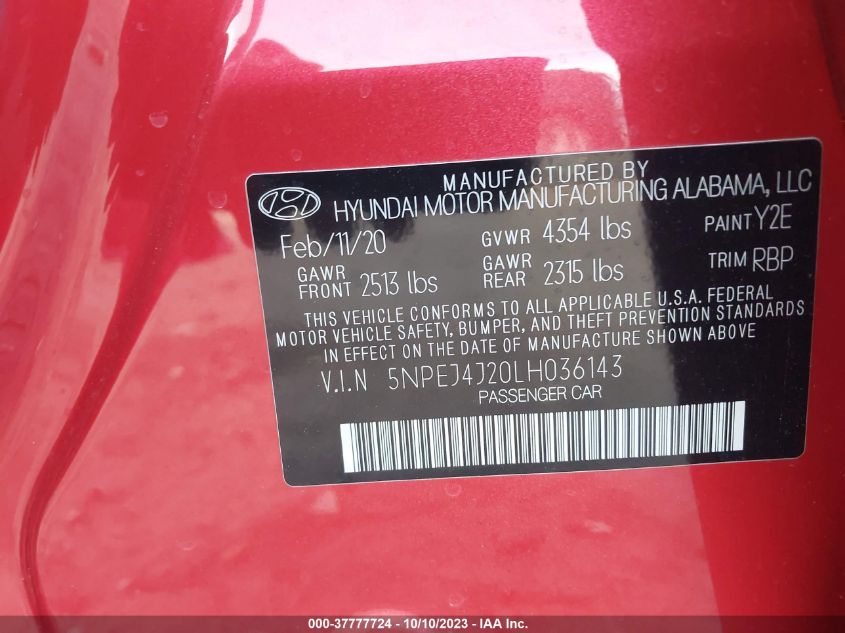 MANUFACTURED BY
HYUNDAI MOTOR MANUFACTURING ALABAMA, LLC
Feb/11/20 GVWR 4354 lbs PAINT Y2E
GAWR FRONT 2513 lbs GAWR REAR 2315 lbs TRIM RBP
THIS VEHICLE CONFORMS TO ALL APPLICABLE U.S.A. FEDERAL
MOTOR VEHICLE SAFETY, BUMPER, AND THEFT PREVENTION STANDARDS
IN EFFECT ON THE DATE OF MANUFACTURE SHOWN ABOVE
V.I.N 5NPEJ4J20LH036143
PASSENGER CAR
000-37777724 - 10/10/2023 - IAA Inc.